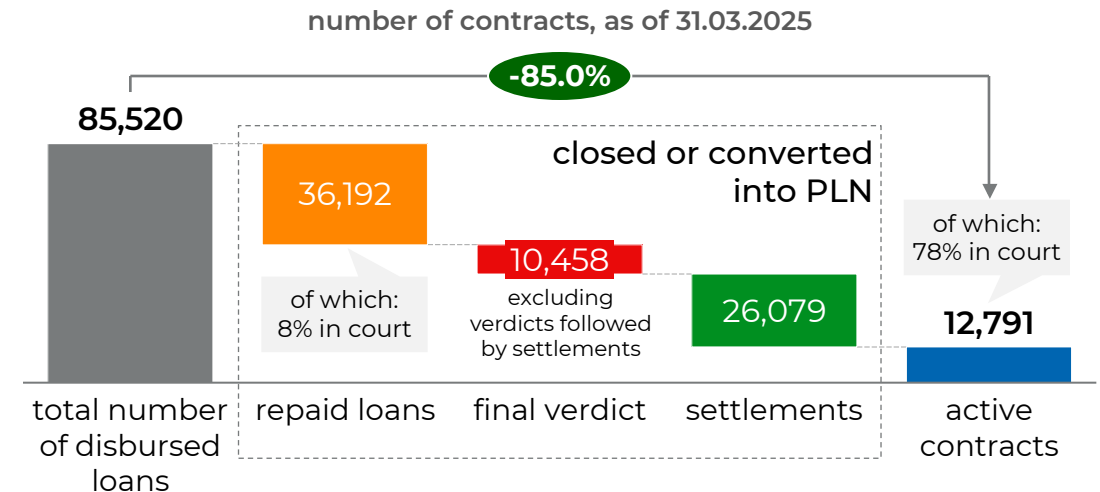 number of contracts, as of 31.03.2025
-85.0%
85,520
closed or converted
into PLN
36,192
of which:
8% in court
10,458
excluding
verdicts followed
by settlements
26,079
of which:
78% in court
12,791
total number
of disbursed
loans
repaid loans
final verdict
settlements
active
contracts